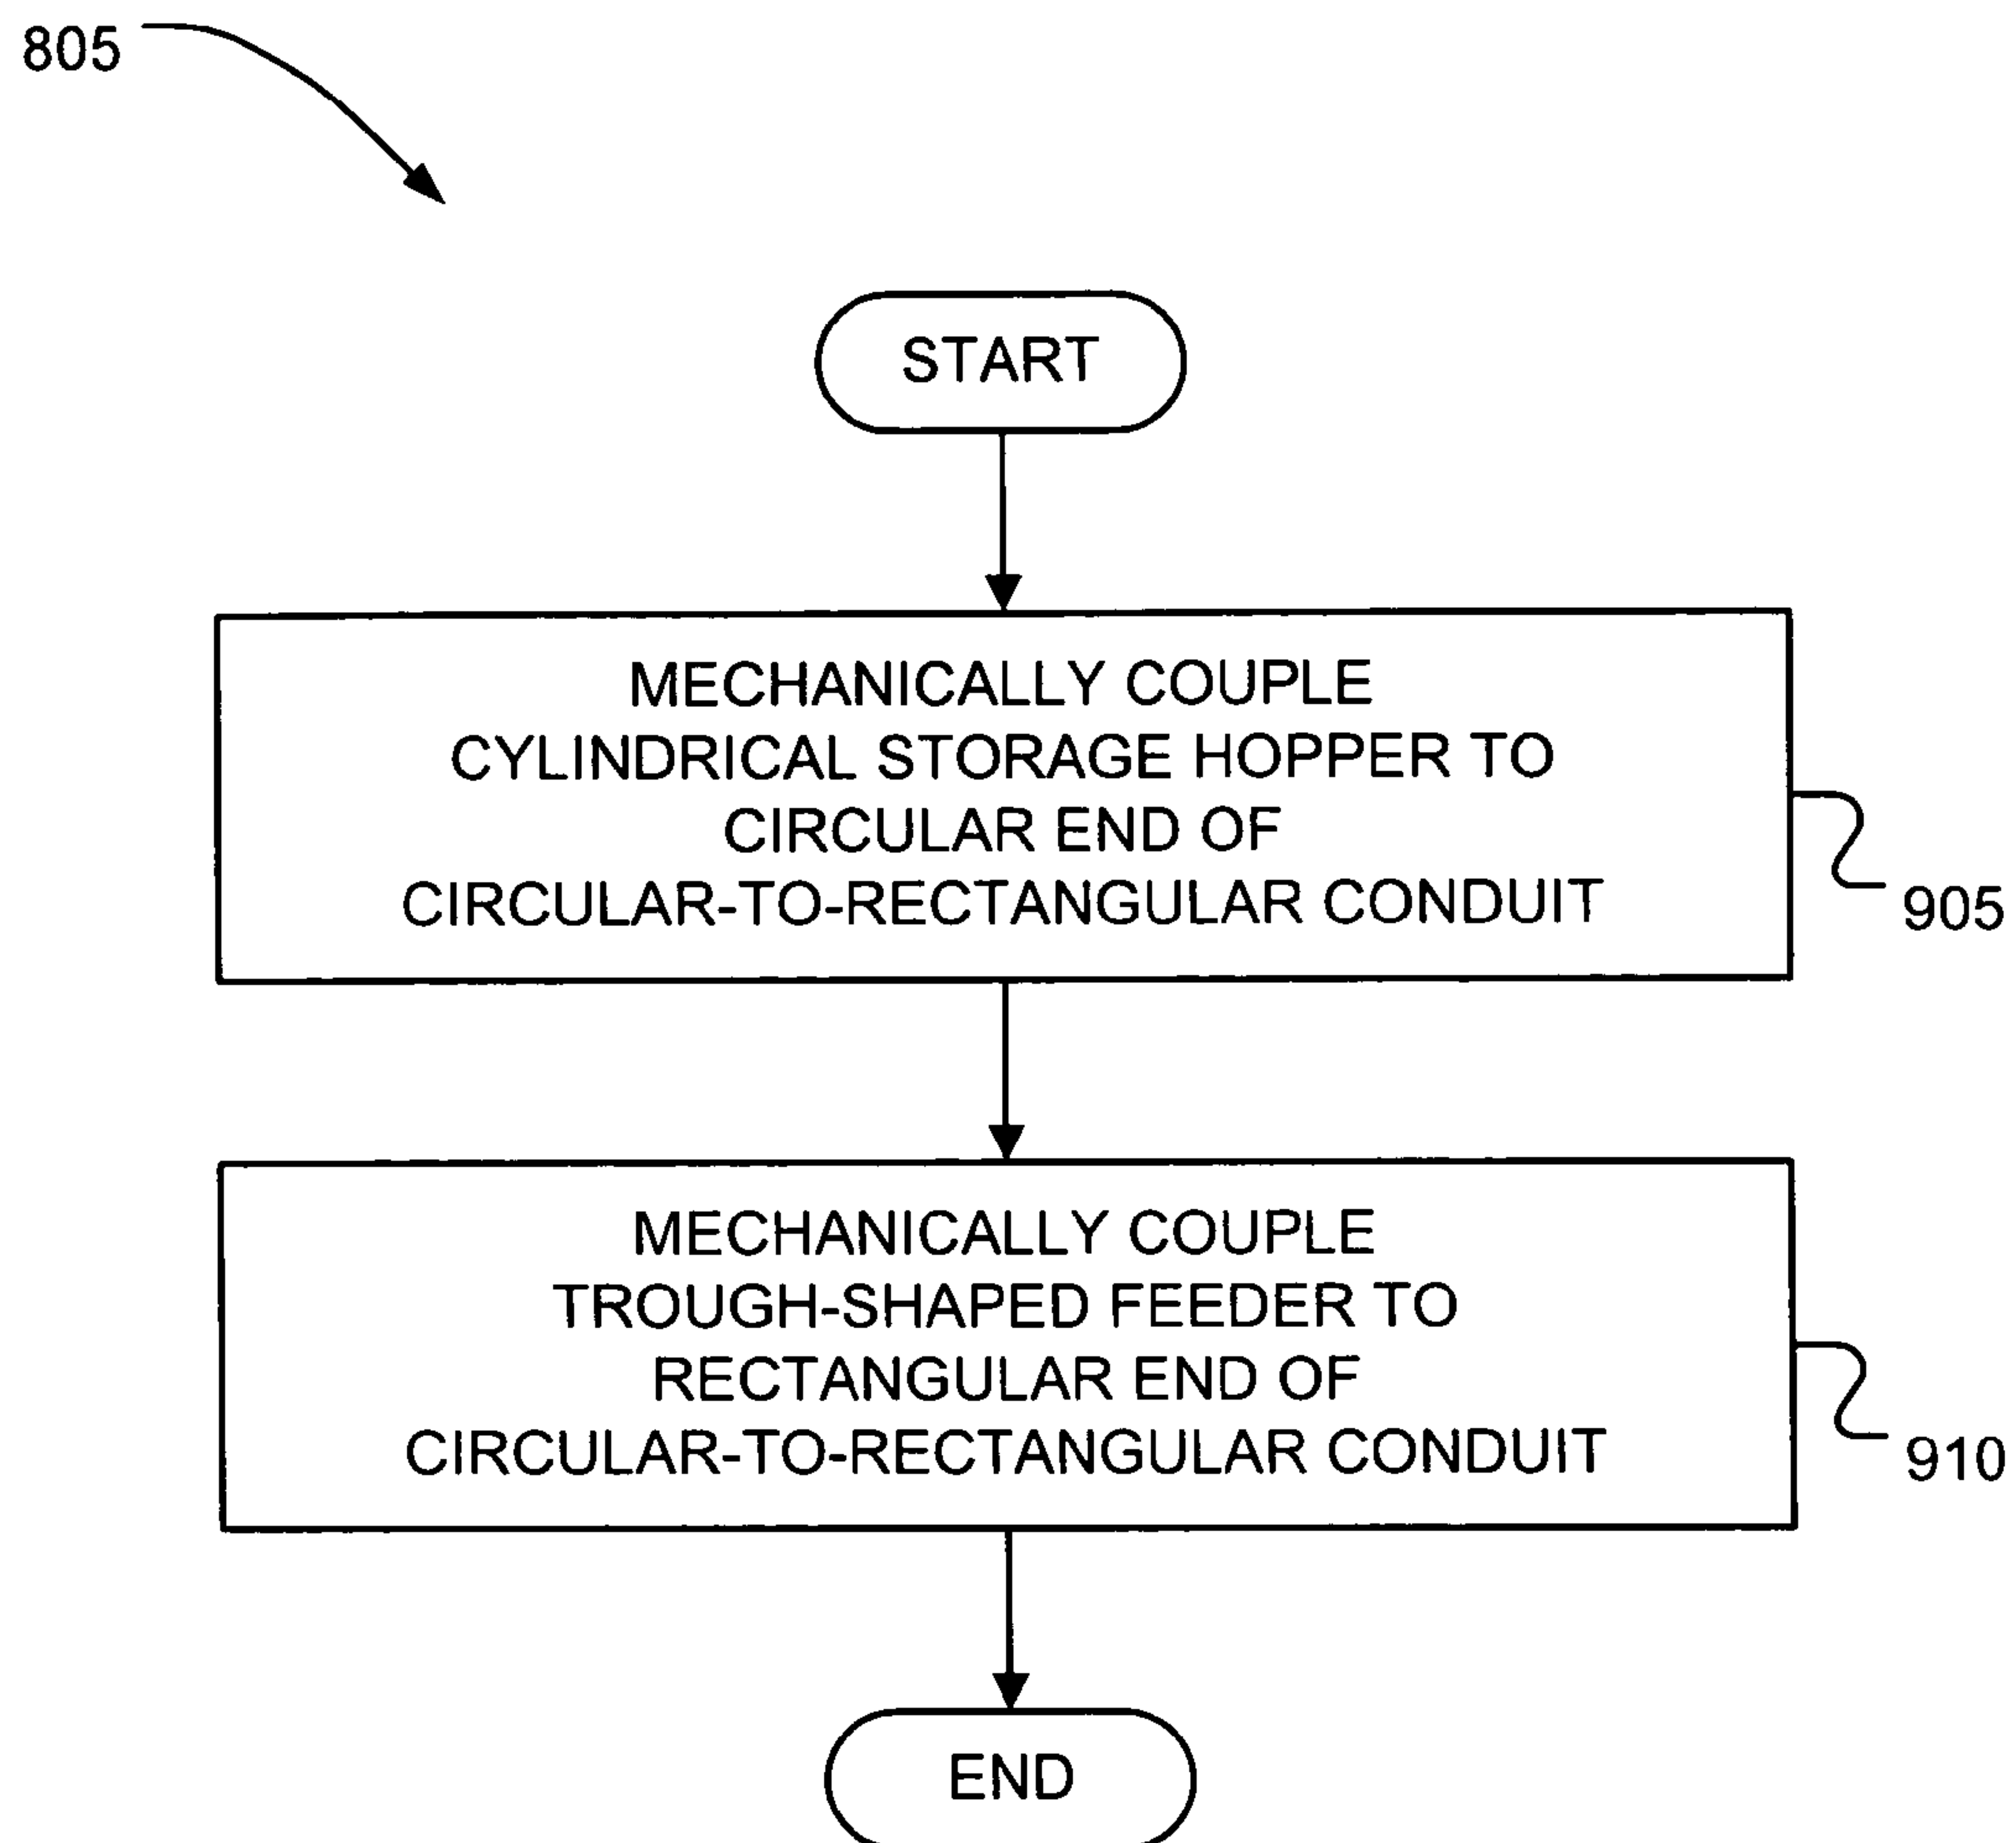 805
START
MECHANICALLY COUPLE
CYLINDRICAL STORAGE HOPPER TO
CIRCULAR END OF
CIRCULAR-TO-RECTANGULAR CONDUIT
905
MECHANICALLY COUPLE
TROUGH-SHAPED FEEDER TO
RECTANGULAR END OF
CIRCULAR-TO-RECTANGULAR CONDUIT
910
END